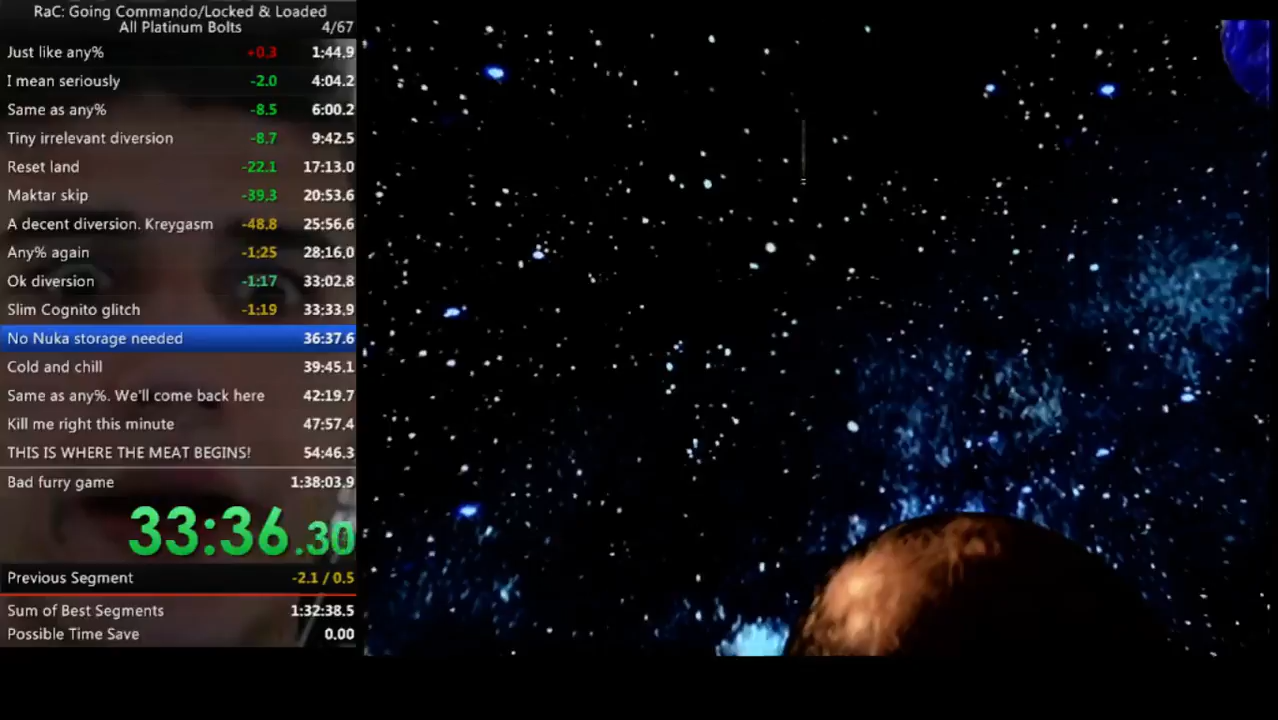 RaC: Going Commando/Locked & Loaded
All Platinum Bolts 4/67
Just like any% +0.3 1:44.9
I mean seriously -2.0 4:04.2
Same as any% -8.5 6:00.2
Tiny irrelevant diversion -8.7 9:42.5
Reset land -22.1 17:13.0
Maktar skip -39.3 20:53.6
A decent diversion. Kreygasm -48.8 25:56.6
Any% again -1:25 28:16.0
Ok diversion -1:17 33:02.8
Slim Cognito glitch -1:19 33:33.9
No Nuka storage needed 36:37.6
Cold and chill 39:45.1
Same as any%. We'll come back here 42:19.7
Kill me right this minute 47:57.4
THIS IS WHERE THE MEAT BEGINS! 54:46.3
Bad furry game 1:38:03.9
33:36.30
Previous Segment -2.1 / 0.5
Sum of Best Segments 1:32:38.5
Possible Time Save 0.00